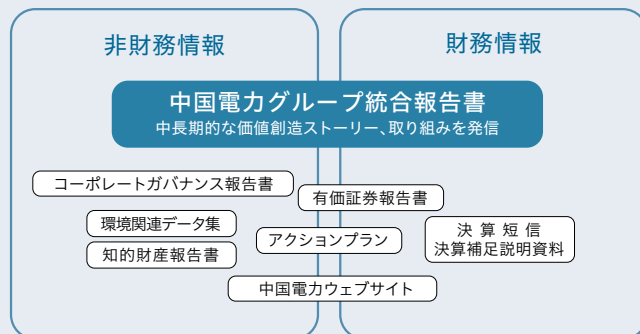 非財務情報
財務情報
中国電力グループ統合報告書
中長期的な価値創造ストーリー、取り組みを発信
コーポレートガバナンス報告書
有価証券報告書
環境関連データ集
アクションプラン
決算短信
決算補足説明資料
知的財産報告書
中国電力ウェブサイト